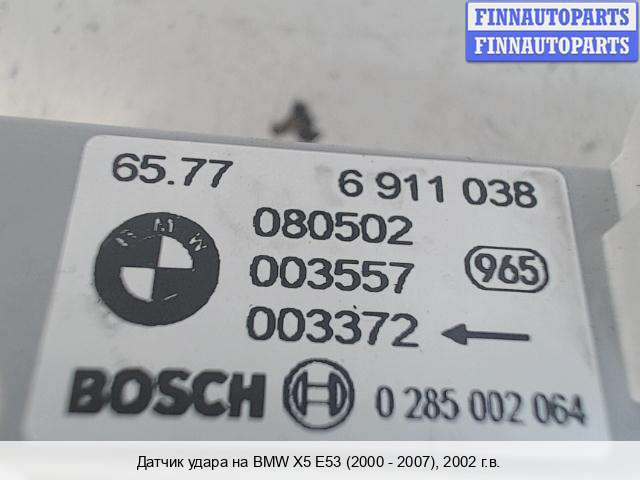 FINNAUTOPARTS
FINNAUTOPARTS
65.77 6 911 038
BMW
080502
003557 965
003372
BOSCH 0 285 002 064
Датчик удара на BMW X5 E53 (2000 - 2007), 2002 г.в.